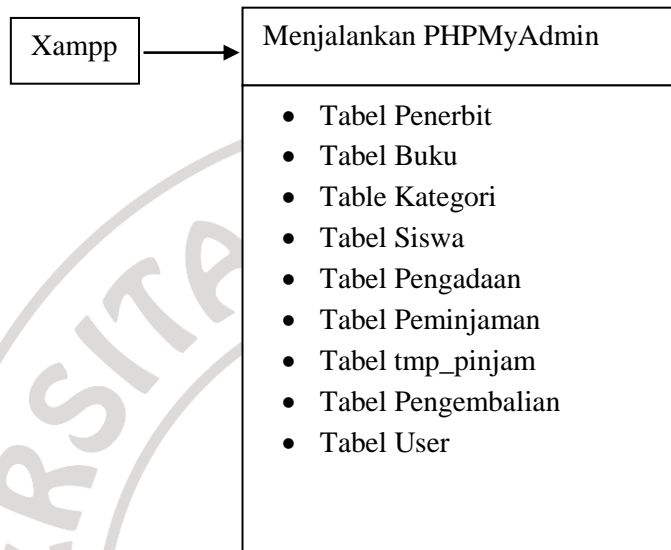 Xampp
Menjalankan PHPMyAdmin
• Tabel Penerbit
• Tabel Buku
• Table Kategori
• Tabel Siswa
• Tabel Pengadaan
• Tabel Peminjaman
• Tabel tmp_pinjam
• Tabel Pengembalian
• Tabel User
RSITA